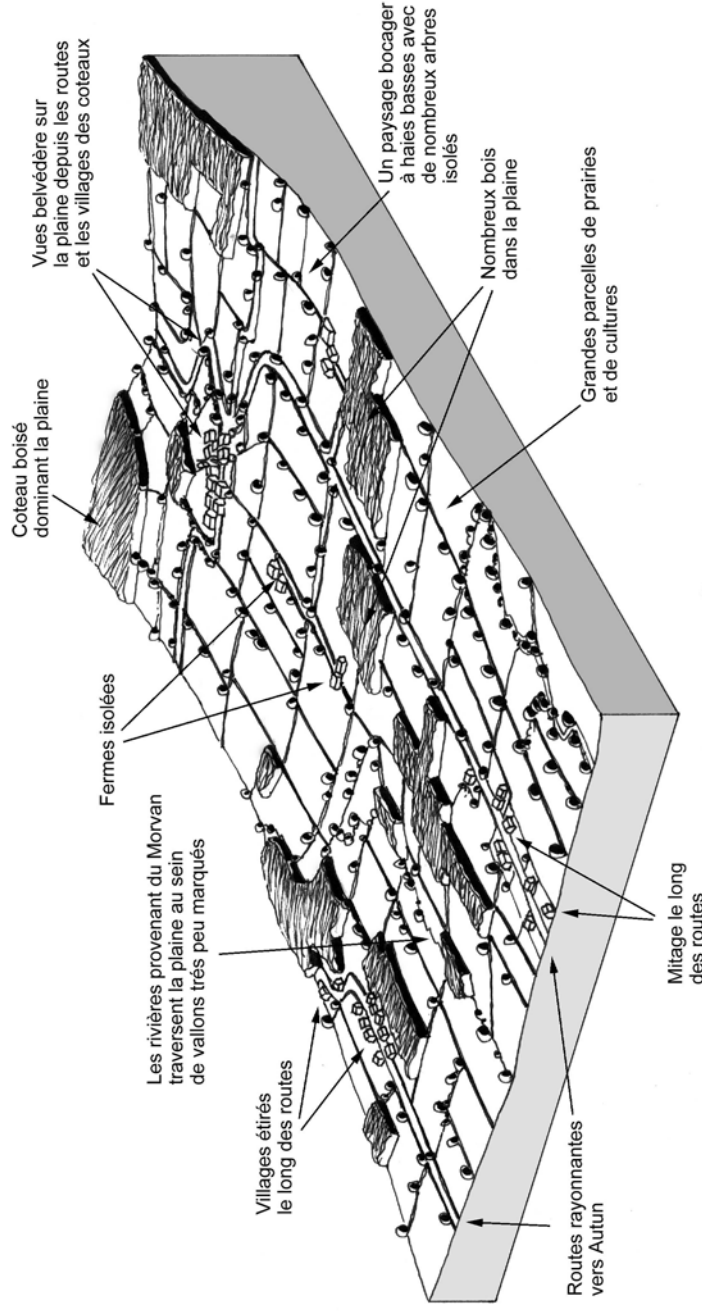 Coteau boisé
dominant la plaine
Vues belvédère sur
la plaine depuis les routes
et les villages des coteaux
Fermes isolées
Les rivières provenant du Morvan
traversent la plaine au sein
de vallons trés peu marqués
Villages étirés
le long des routes
Un paysage bocager
à haies basses avec
de nombreux arbres
isolés
Nombreux bois
dans la plaine
Grandes parcelles de prairies
et de cultures
Mitage le long
des routes
Routes rayonnantes
vers Autun